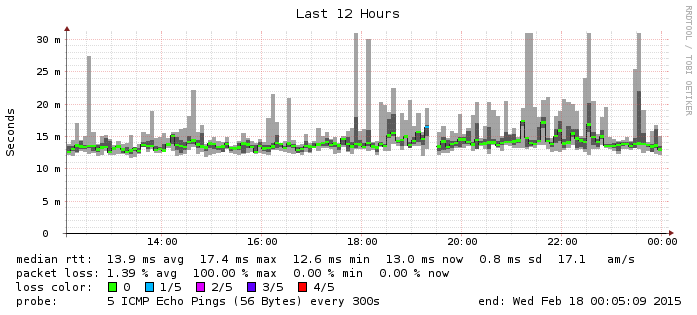 Last 12 Hours
RRDTOOL / TOBI OETIKER
Seconds
30 m
25 m
20 m
15 m
10 m
5 m
0
14:00 16:00 18:00 20:00 22:00 00:00
median rtt: 13.9 ms avg 17.4 ms max 12.6 ms min 13.0 ms now 0.8 ms sd 17.1 am/s
packet loss: 1.39 % avg 100.00 % max 0.00 % min 0.00 % now
loss color: 0 1/5 2/5 3/5 4/5
probe: 5 ICMP Echo Pings (56 Bytes) every 300s end: Wed Feb 18 00:05:09 2015